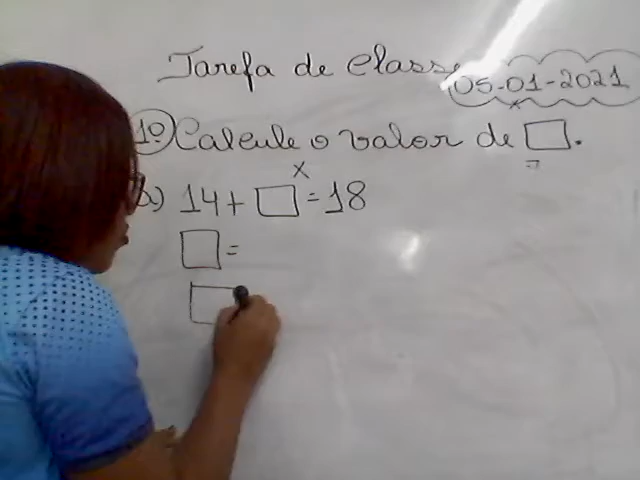 Tarefa de Classe
05-01-2021
1º) Calcule o valor de □.
a) 14 + □ = 18
□ =
□